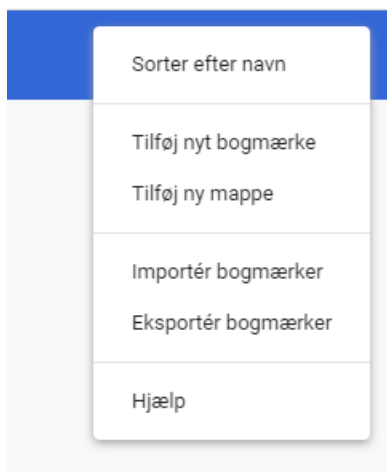 Sorter efter navn
Tilføj nyt bogmærke
Tilføj ny mappe
Importér bogmærker
Eksportér bogmærker
Hjælp